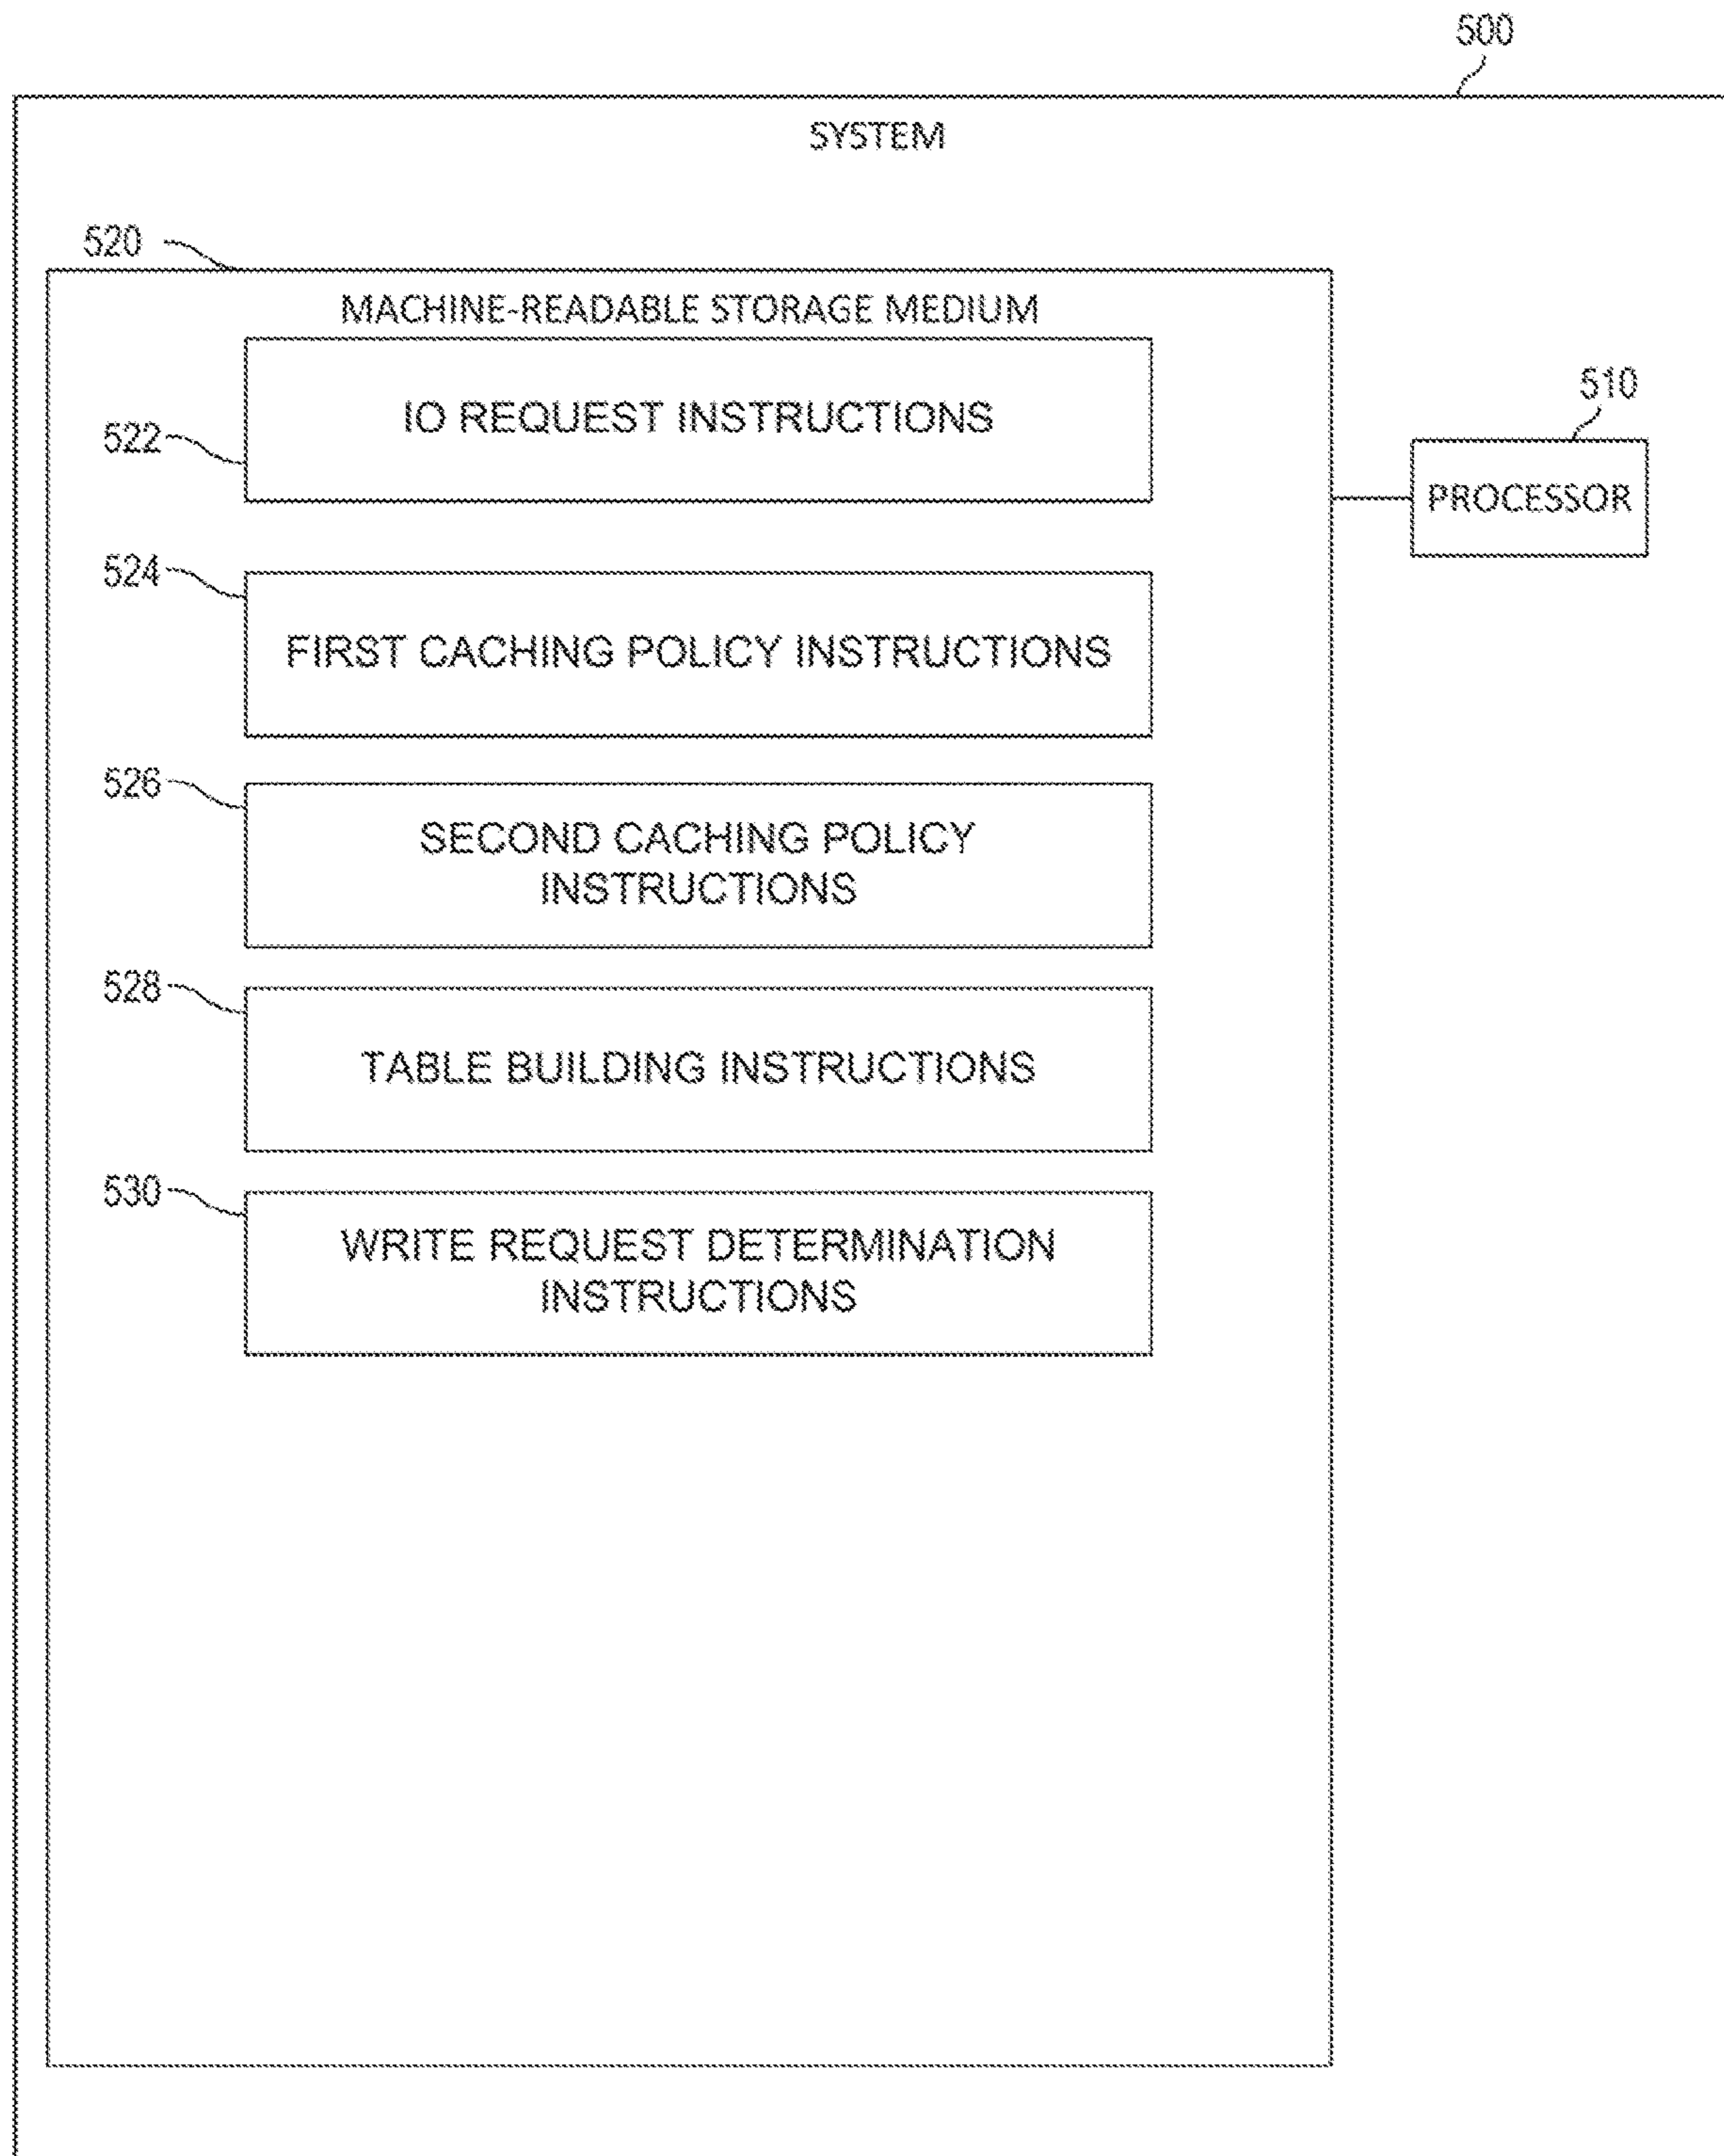 500
SYSTEM
520
MACHINE-READABLE STORAGE MEDIUM
IO REQUEST INSTRUCTIONS
522
510
PROCESSOR
524
FIRST CACHING POLICY INSTRUCTIONS
526
SECOND CACHING POLICY
INSTRUCTIONS
528
TABLE BUILDING INSTRUCTIONS
530
WRITE REQUEST DETERMINATION
INSTRUCTIONS